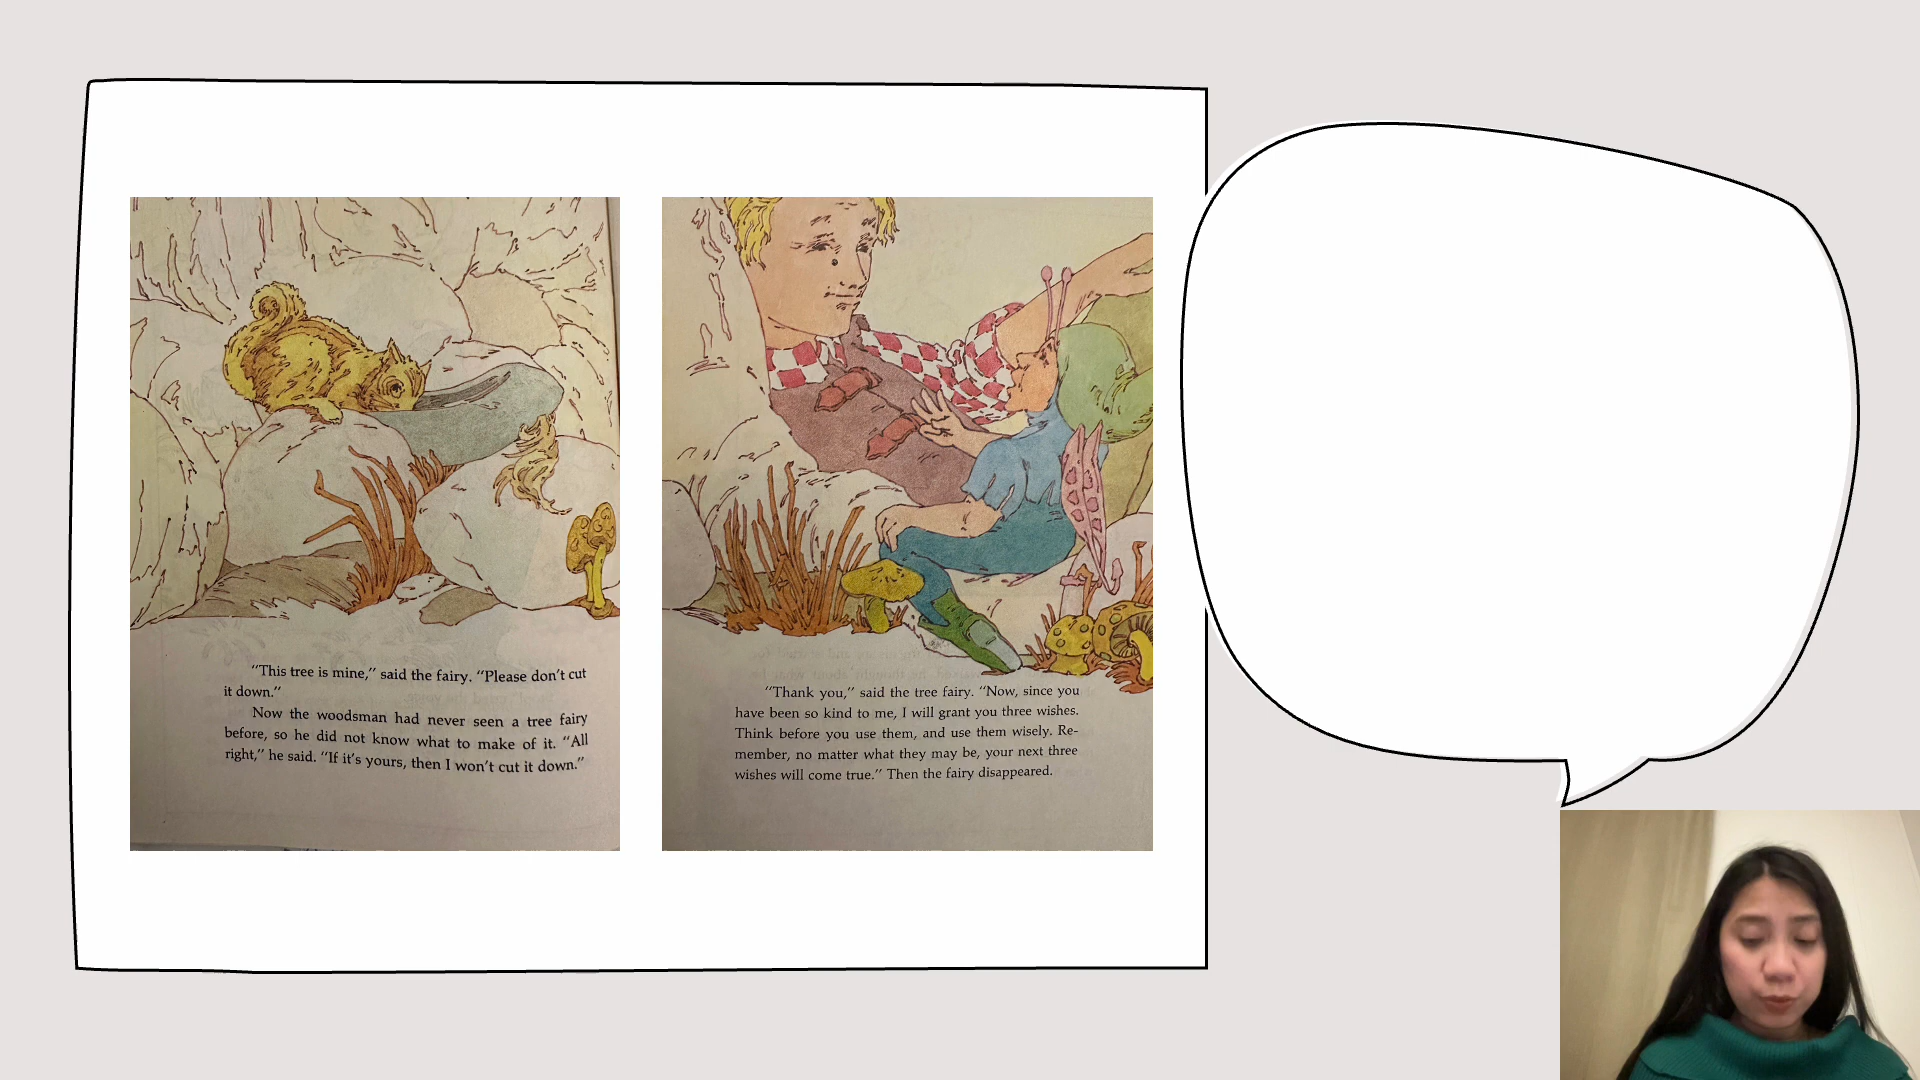 “This tree is mine,” said the fairy. “Please don’t cut
it down.”
Now the woodsman had never seen a tree fairy
before, so he did not know what to make of it. “All
right,” he said. “If it’s yours, then I won’t cut it down.”
“Thank you,” said the tree fairy. “Now, since you
have been so kind to me, I will grant you three wishes.
Think before you use them, and use them wisely. Re-
member, no matter what they may be, your next three
wishes will come true.” Then the fairy disappeared.